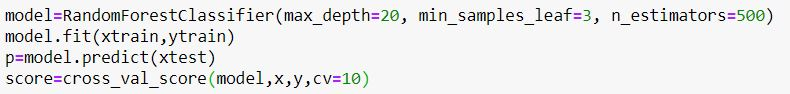 model=RandomForestClassifier(max_depth=20, min_samples_leaf=3, n_estimators=500)
model.fit(xtrain,ytrain)
p=model.predict(xtest)
score=cross_val_score(model,x,y,cv=10)